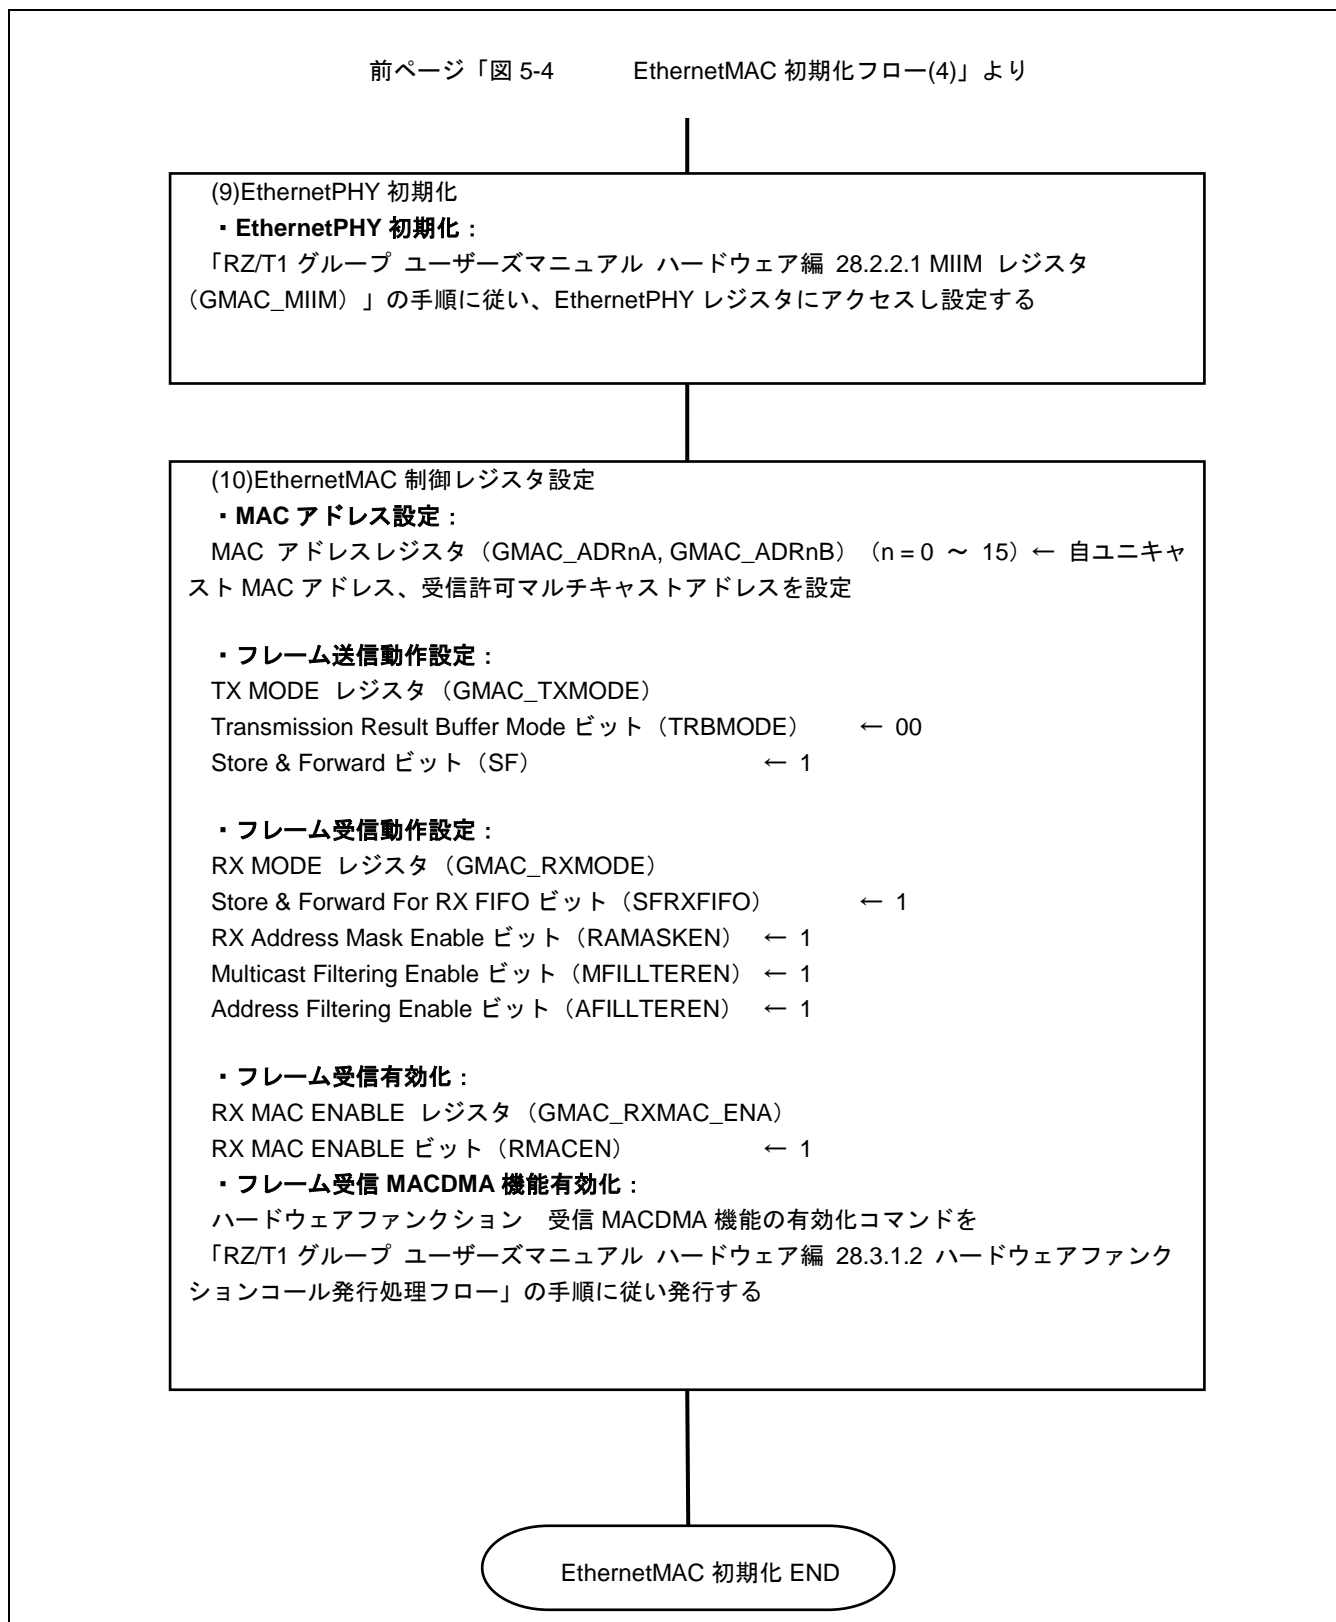 前ページ「図 5-4　　　EthernetMAC 初期化フロー(4)」より
(9)EthernetPHY 初期化
・EthernetPHY 初期化：
「RZ/T1 グループ ユーザーズマニュアル ハードウェア編 28.2.2.1 MIIM レジスタ
（GMAC_MIIM）」の手順に従い、EthernetPHY レジスタにアクセスし設定する
(10)EthernetMAC 制御レジスタ設定
・MAC アドレス設定：
MAC アドレスレジスタ（GMAC_ADRnA, GMAC_ADRnB）（n = 0 ～ 15）← 自ユニキャ
スト MAC アドレス、受信許可マルチキャストアドレスを設定
・フレーム送信動作設定：
TX MODE レジスタ（GMAC_TXMODE）
Transmission Result Buffer Mode ビット（TRBMODE）　　← 00
Store & Forward ビット（SF）　　　　　　　　← 1
・フレーム受信動作設定：
RX MODE レジスタ（GMAC_RXMODE）
Store & Forward For RX FIFO ビット（SFRXFIFO）　　　← 1
RX Address Mask Enable ビット（RAMASKEN） ← 1
Multicast Filtering Enable ビット（MFILLTEREN） ← 1
Address Filtering Enable ビット（AFILLTEREN） ← 1
・フレーム受信有効化：
RX MAC ENABLE レジスタ（GMAC_RXMAC_ENA）
RX MAC ENABLE ビット（RMACEN）　　　　　← 1
・フレーム受信 MACDMA 機能有効化：
ハードウェアファンクション　受信 MACDMA 機能の有効化コマンドを
「RZ/T1 グループ ユーザーズマニュアル ハードウェア編 28.3.1.2 ハードウェアファンク
ションコール発行処理フロー」の手順に従い発行する
EthernetMAC 初期化 END